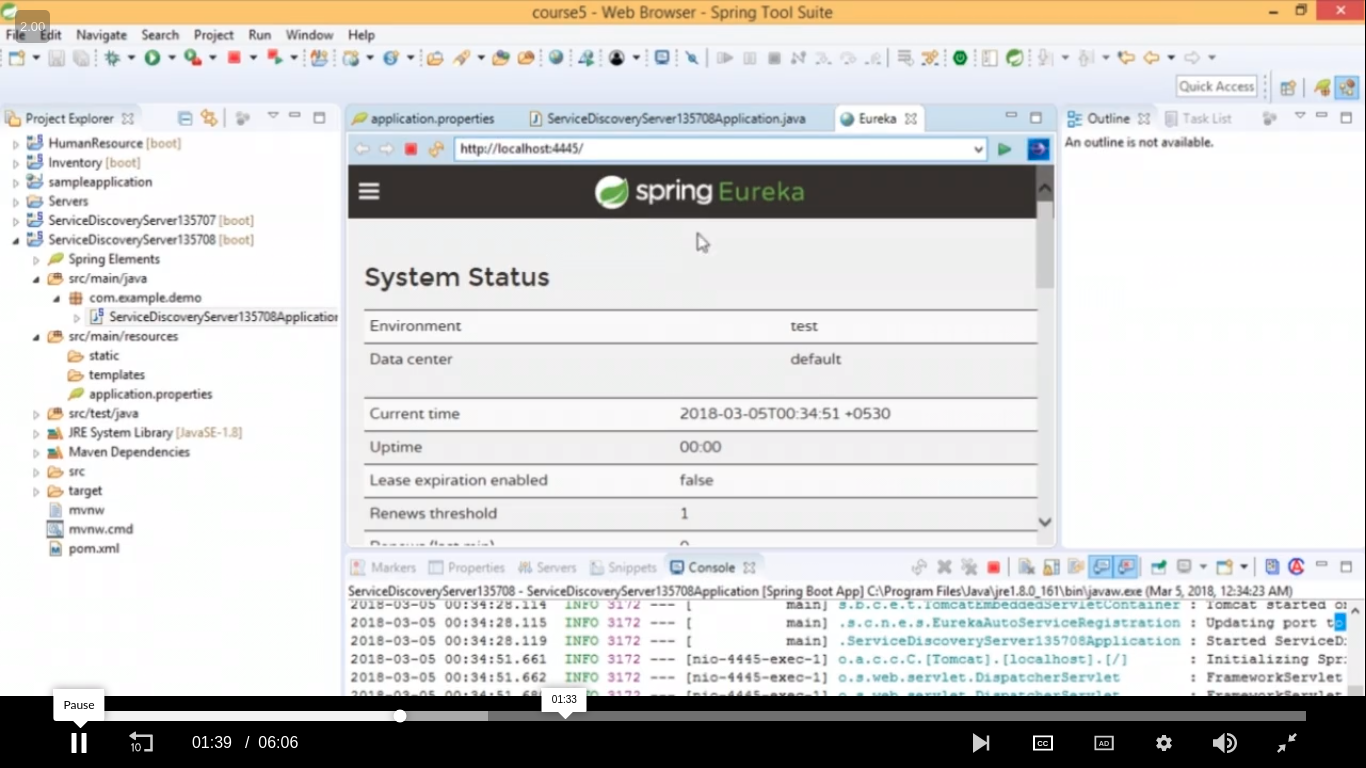 course5 - Web Browser - Spring Tool Suite
2.00
File Edit Navigate Search Project Run Window Help
Quick Access
Project Explorer
HumanResource [boot]
Inventory [boot]
sampleapplication
Servers
ServiceDiscoveryServer135707 [boot]
ServiceDiscoveryServer135708 [boot]
Spring Elements
src/main/java
com.example.demo
ServiceDiscoveryServer135708Application
src/main/resources
static
templates
application.properties
src/test/java
JRE System Library [JavaSE-1.8]
Maven Dependencies
src
target
mvnw
mvnw.cmd
pom.xml
application.properties ServiceDiscoveryServer135708Application.java Eureka
http://localhost:4445/
spring Eureka
System Status
Environment test
Data center default
Current time 2018-03-05T00:34:51 +0530
Uptime 00:00
Lease expiration enabled false
Renews threshold 1
Renews (last min) 0
Outline Task List
An outline is not available.
Markers Properties Servers Snippets Console
ServiceDiscoveryServer135708 - ServiceDiscoveryServer135708Application [Spring Boot App] C:\Program Files\Java\jre1.8.0_161\bin\javaw.exe (Mar 5, 2018, 12:34:23 AM)
2018-03-05 00:34:28.114 INFO 3172 --- [ main] s.b.c.e.t.TomcatEmbeddedServletContainer : Tomcat started o
2018-03-05 00:34:28.115 INFO 3172 --- [ main] .s.c.n.e.s.EurekaAutoServiceRegistration : Updating port to
2018-03-05 00:34:28.119 INFO 3172 --- [ main] .ServiceDiscoveryServer135708Application : Started ServiceD
2018-03-05 00:34:51.661 INFO 3172 --- [nio-4445-exec-1] o.a.c.c.C.[Tomcat].[localhost].[/] : Initializing Spr
2018-03-05 00:34:51.662 INFO 3172 --- [nio-4445-exec-1] o.s.web.servlet.DispatcherServlet : FrameworkServlet
Pause
01:33
10
01:39 / 06:06
CC
AD